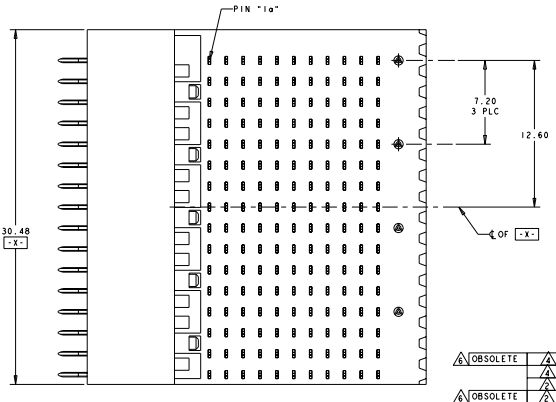 PIN "1a"
7.20
3 PLC
12.60
30.48
-X-
℄ OF -X-
6 OBSOLETE 4
4
2
6 OBSOLETE 2